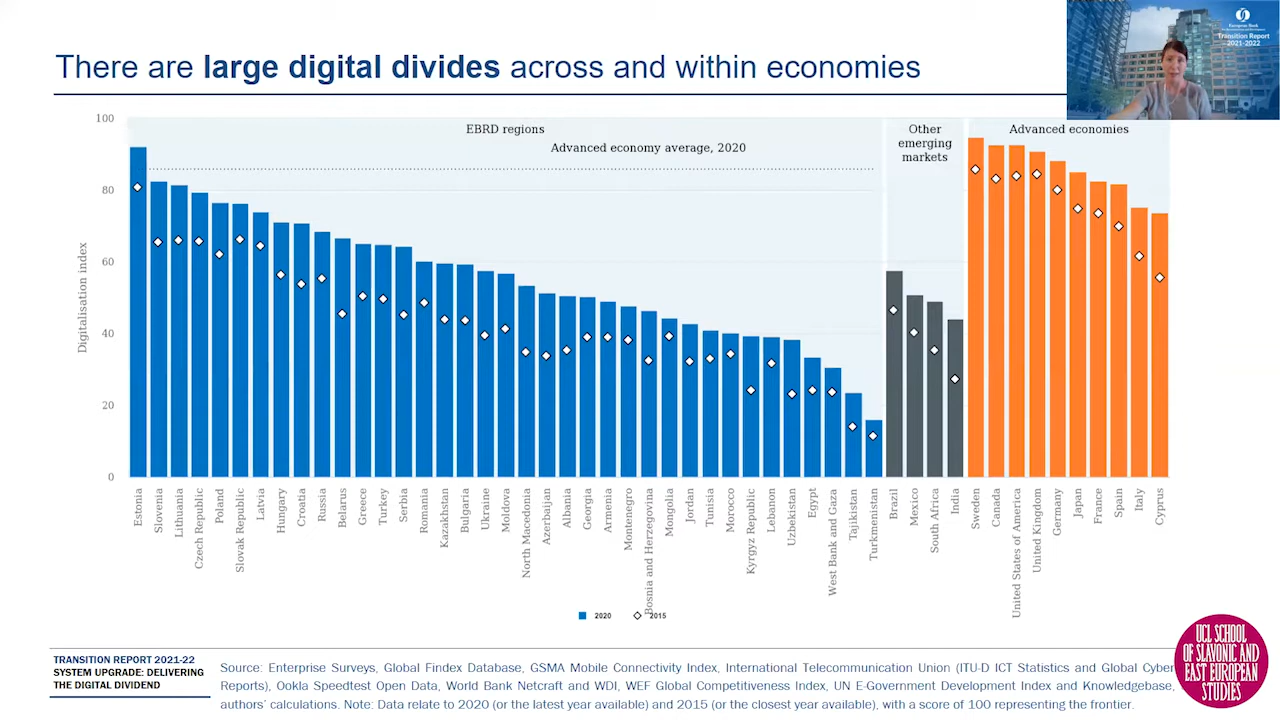 There are large digital divides across and within economies
European Bank
Transition Report
2021-2022
EBRD regions
Advanced economy average, 2020
Other
emerging
markets
Advanced economies
Digitalisation index
100
80
60
40
20
0
Estonia
Slovenia
Lithuania
Czech Republic
Poland
Slovak Republic
Latvia
Hungary
Croatia
Russia
Belarus
Greece
Turkey
Serbia
Romania
Kazakhstan
Bulgaria
Ukraine
Moldova
North Macedonia
Azerbaijan
Albania
Georgia
Armenia
Montenegro
Bosnia and Herzegovina
Mongolia
Jordan
Tunisia
Morocco
Kyrgyz Republic
Lebanon
Uzbekistan
Egypt
West Bank and Gaza
Tajikistan
Turkmenistan
Brazil
Mexico
South Africa
India
Sweden
Canada
United States of America
United Kingdom
Germany
Japan
France
Spain
Italy
Cyprus
2020
2015
TRANSITION REPORT 2021-22
SYSTEM UPGRADE: DELIVERING
THE DIGITAL DIVIDEND
Source: Enterprise Surveys, Global Findex Database, GSMA Mobile Connectivity Index, International Telecommunication Union (ITU-D ICT Statistics and Global Cyber
Reports), Ookla Speedtest Open Data, World Bank Netcraft and WDI, WEF Global Competitiveness Index, UN E-Government Development Index and Knowledgebase,
authors' calculations. Note: Data relate to 2020 (or the latest year available) and 2015 (or the closest year available), with a score of 100 representing the frontier.
UCL SCHOOL
OF SLAVONIC AND
EAST EUROPEAN
STUDIES